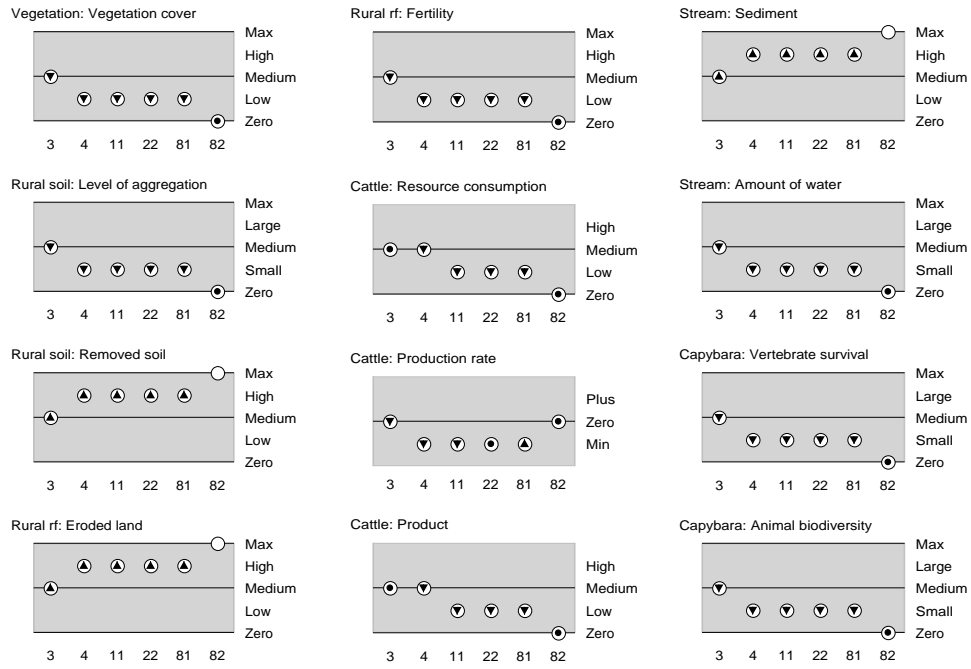 Vegetation: Vegetation cover
Max
High
Medium
Low
Zero
3 4 11 22 81 82
Rural rf: Fertility
Max
High
Medium
Low
Zero
3 4 11 22 81 82
Stream: Sediment
Max
High
Medium
Low
Zero
3 4 11 22 81 82
Rural soil: Level of aggregation
Max
Large
Medium
Small
Zero
3 4 11 22 81 82
Cattle: Resource consumption
High
Medium
Low
Zero
3 4 11 22 81 82
Stream: Amount of water
Max
Large
Medium
Small
Zero
3 4 11 22 81 82
Rural soil: Removed soil
Max
High
Medium
Low
Zero
3 4 11 22 81 82
Cattle: Production rate
Plus
Zero
Min
3 4 11 22 81 82
Capybara: Vertebrate survival
Max
Large
Medium
Small
Zero
3 4 11 22 81 82
Rural rf: Eroded land
Max
High
Medium
Low
Zero
3 4 11 22 81 82
Cattle: Product
High
Medium
Low
Zero
3 4 11 22 81 82
Capybara: Animal biodiversity
Max
Large
Medium
Small
Zero
3 4 11 22 81 82